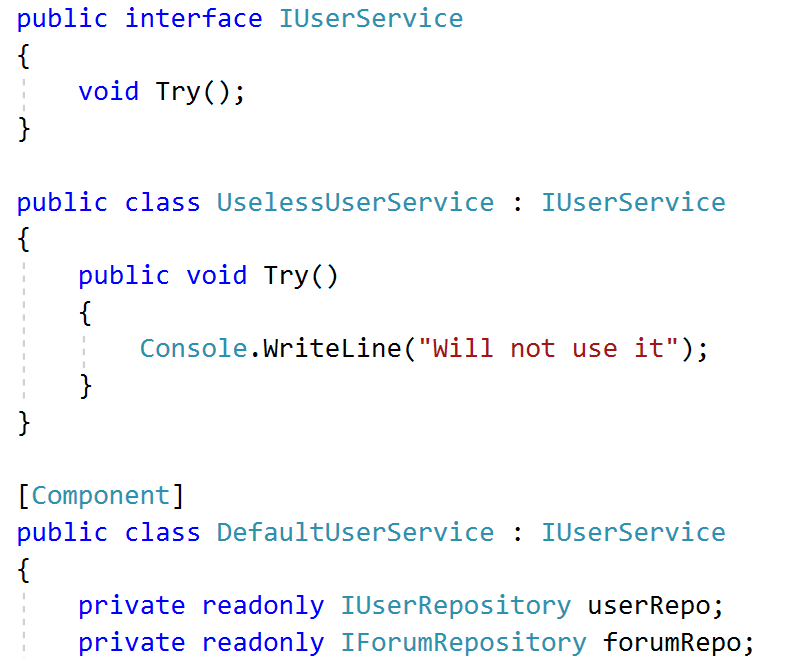 public interface IUserService
{
    void Try();
}

public class UselessUserService : IUserService
{
    public void Try()
    {
        Console.WriteLine("Will not use it");
    }
}

[Component]
public class DefaultUserService : IUserService
{
    private readonly IUserRepository userRepo;
    private readonly IForumRepository forumRepo;